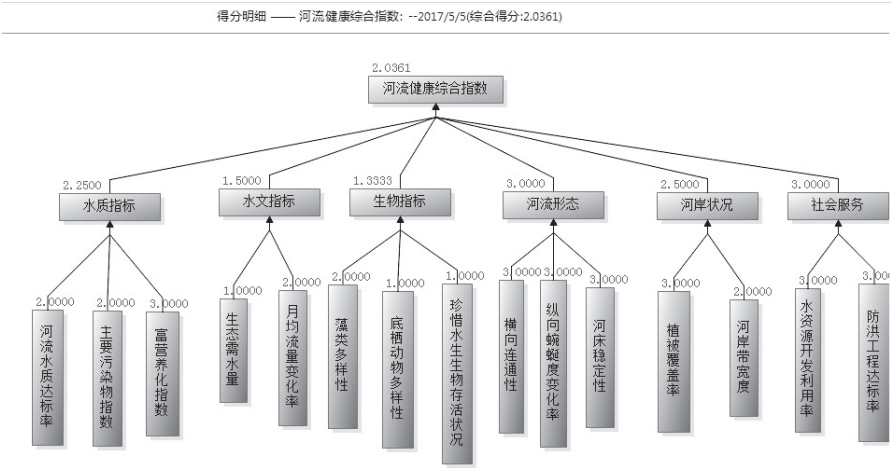 得分明细 —— 河流健康综合指数: --2017/5/5(综合得分:2.0361)
2.0361
河流健康综合指数
2.2500
水质指标
1.5000
水文指标
1.3333
生物指标
3.0000
河流形态
2.5000
河岸状况
3.0000
社会服务
2.0000
河流水质达标率
2.0000
主要污染物指数
3.0000
富营养化指数
1.0000
生态需水量
2.0000
月均流量变化率
2.0000
藻类多样性
1.0000
底栖动物多样性
1.0000
珍惜水生生物存活状况
3.0000
横向连通性
3.0000
纵向蜿蜒度变化率
3.0000
河床稳定性
3.0000
植被覆盖率
2.0000
河岸带宽度
3.0000
水资源开发利用率
3.000
防洪工程达标率